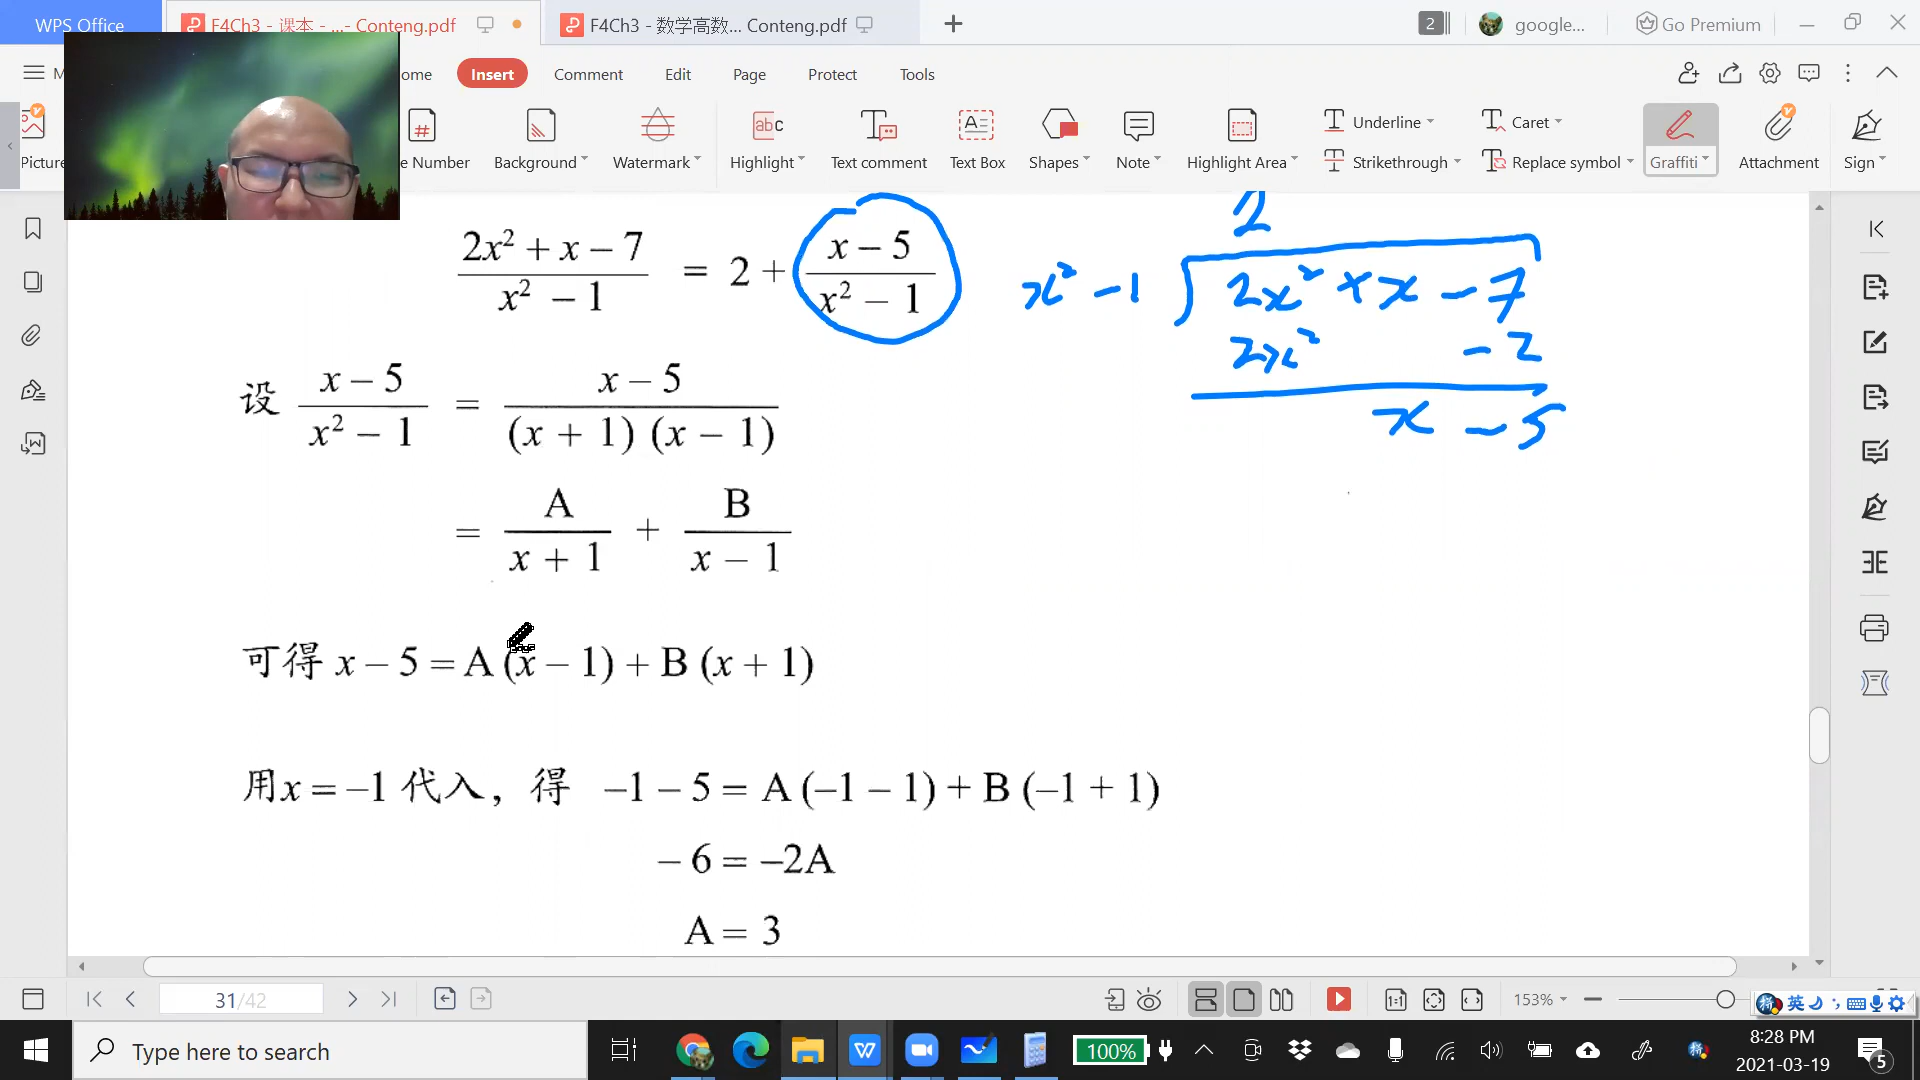 WPS Office
F4Ch3 - 课本 - ...- Conteng.pdf
F4Ch3 - 数学高数... Conteng.pdf
2
google...
Go Premium
Insert
Comment
Edit
Page
Protect
Tools
Picture
Background
Watermark
Highlight
Text comment
Text Box
Shapes
Note
Highlight Area
Underline
Strikethrough
Caret
Replace symbol
Graffiti
Attachment
Sign
(2x² + x − 7)/(x² − 1) = 2 + (x − 5)/(x² − 1)
2
x² − 1 ) 2x² + x − 7
2x² − 2
x − 5
设 (x − 5)/(x² − 1) = (x − 5)/((x + 1) (x − 1))
= A/(x + 1) + B/(x − 1)
可得 x − 5 = A (x − 1) + B (x + 1)
用x = −1 代入，得 −1 − 5 = A (−1 − 1) + B (−1 + 1)
− 6 = −2A
A = 3
31/42
153%
英
Type here to search
100%
8:28 PM
2021-03-19
5